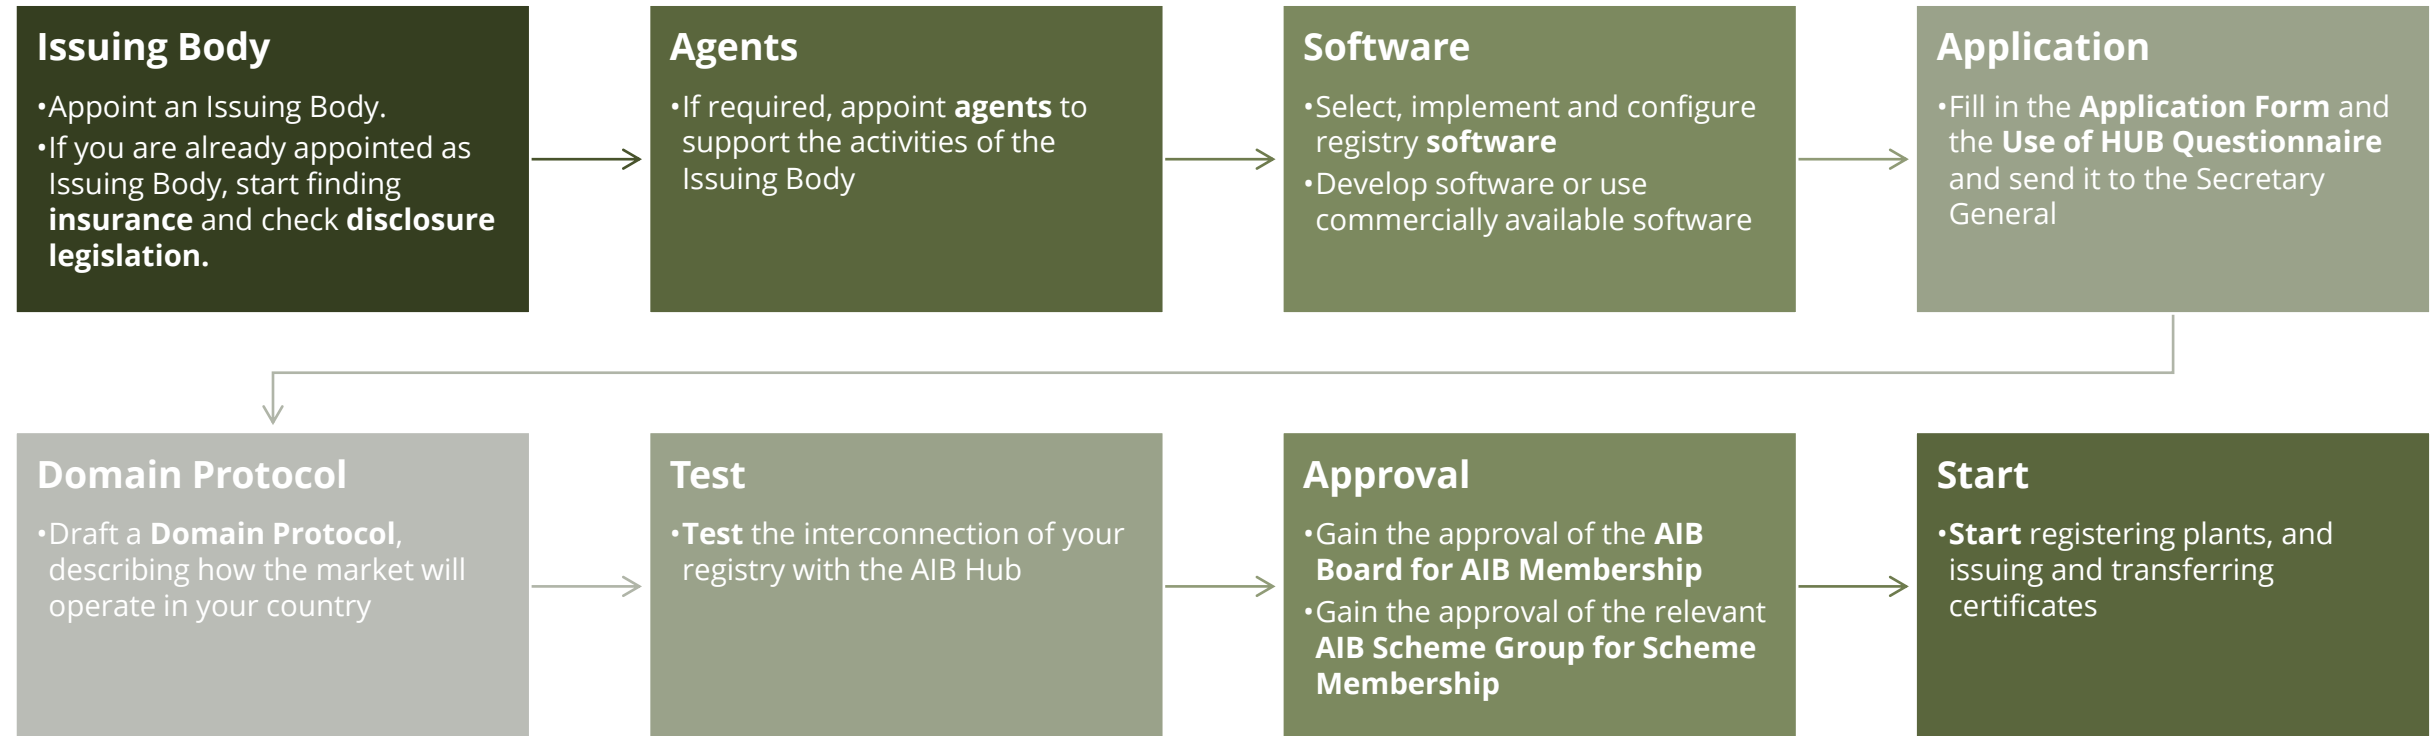 Issuing Body
•Appoint an Issuing Body.
•If you are already appointed as
Issuing Body, start finding
insurance and check disclosure
legislation.
Agents
•If required, appoint agents to
support the activities of the
Issuing Body
Software
•Select, implement and configure
registry software
•Develop software or use
commercially available software
Application
•Fill in the Application Form and
the Use of HUB Questionnaire
and send it to the Secretary
General
Domain Protocol
•Draft a Domain Protocol,
describing how the market will
operate in your country
Test
•Test the interconnection of your
registry with the AIB Hub
Approval
•Gain the approval of the AIB
Board for AIB Membership
•Gain the approval of the relevant
AIB Scheme Group for Scheme
Membership
Start
•Start registering plants, and
issuing and transferring
certificates